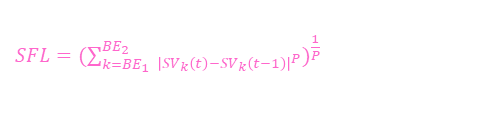 SFL = (∑_{k=BE_1}^{BE_2} |SV_k(t)−SV_k(t−1)|^P)^{1/P}